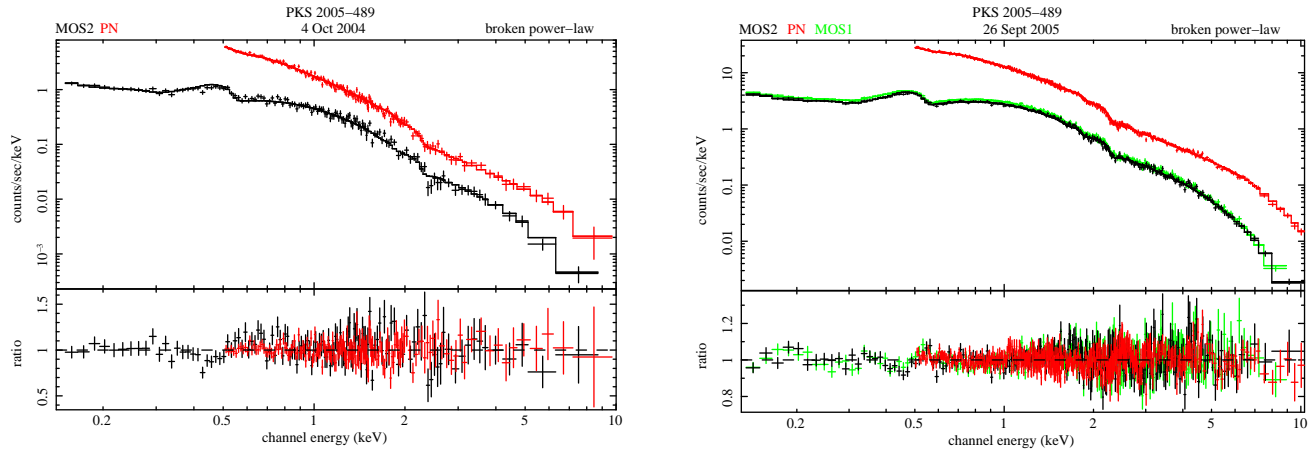 PKS 2005−489
MOS2 PN 4 Oct 2004 broken power−law
counts/sec/keV
1
0.1
0.01
10⁻³
ratio
1.5
1
0.5
0.2 0.5 1 2 5 10
channel energy (keV)
PKS 2005−489
MOS2 PN MOS1 26 Sept 2005 broken power−law
counts/sec/keV
10
1
0.1
0.01
ratio
1.2
1
0.8
0.2 0.5 1 2 5 10
channel energy (keV)